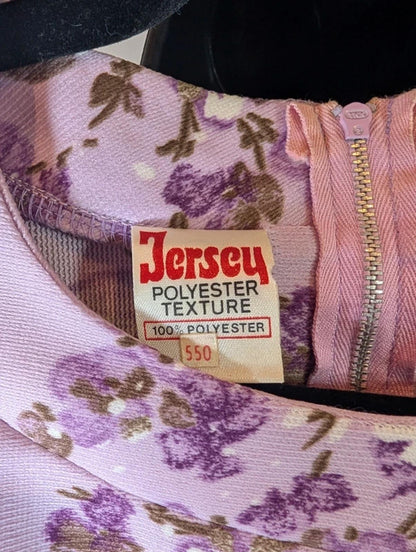 Jersey
POLYESTER
TEXTURE
100% POLYESTER
550